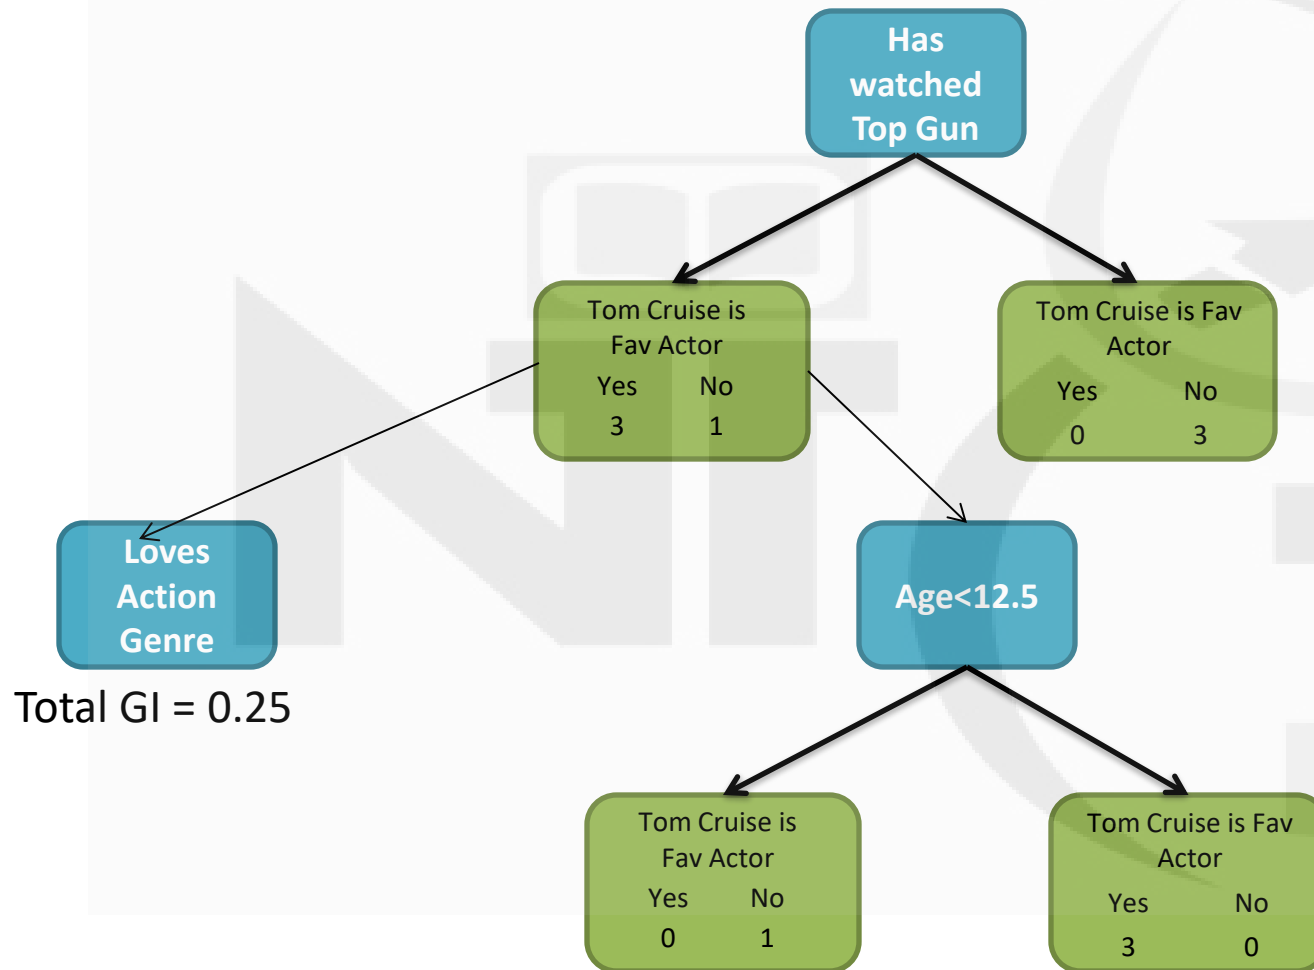 Has
watched
Top Gun
Tom Cruise is
Fav Actor
Yes No
3 1
Tom Cruise is Fav
Actor
Yes No
0 3
Loves
Action
Genre
Total GI = 0.25
Age<12.5
Tom Cruise is
Fav Actor
Yes No
0 1
Tom Cruise is Fav
Actor
Yes No
3 0